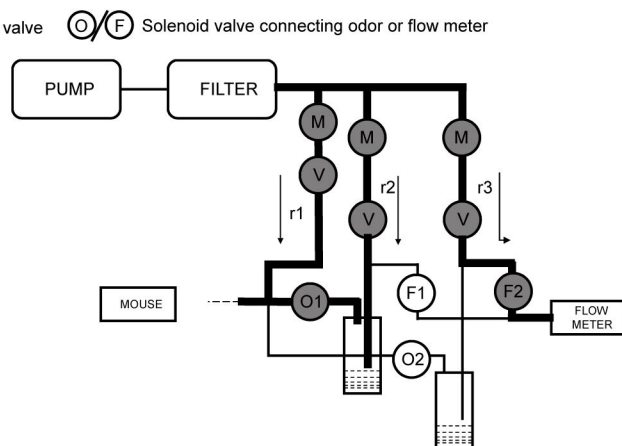 valve O/F Solenoid valve connecting odor or flow meter
PUMP FILTER
M M M
V
r1 r2 V r3 V
MOUSE O1 F1 F2
FLOW
METER
O2